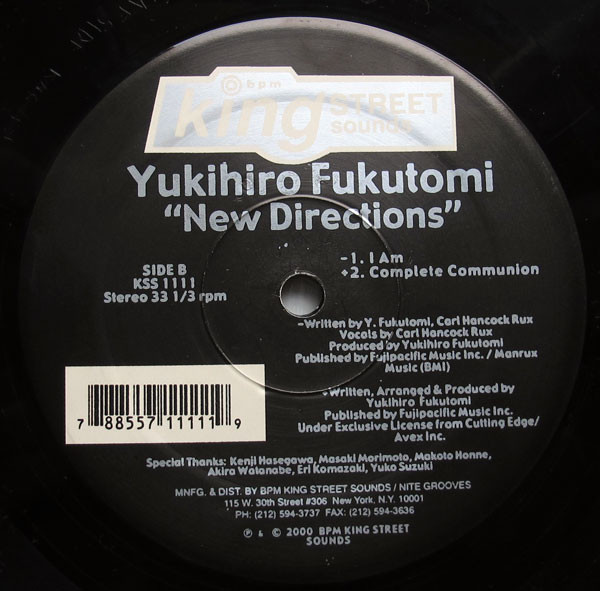 bpm
king STREET
sounds
Yukihiro Fukutomi
"New Directions"
SIDE B
KSS 1111
Stereo 33 1/3 rpm
-1. I Am
+2. Complete Communion
-Written by Y. Fukutomi, Carl Hancock Rux
Vocals by Carl Hancock Rux
Produced by Yukihiro Fukutomi
Published by Fujipacific Music Inc. / Manrux
Music (BMI)
+Written, Arranged & Produced by
Yukihiro Fukutomi
Published by Fujipacific Music Inc.
Under Exclusive License from Cutting Edge/
Avex Inc.
7 88557 11111 9
Special Thanks: Kenji Hasegawa, Masaki Morimoto, Makoto Honne,
Akira Watanabe, Eri Komazaki, Yuko Suzuki
MNFG. & DIST. BY BPM KING STREET SOUNDS / NITE GROOVES
115 W. 30th Street #306 New York, N.Y. 10001
PH: (212) 594-3737 FAX: (212) 594-3636
℗ & © 2000 BPM KING STREET
SOUNDS